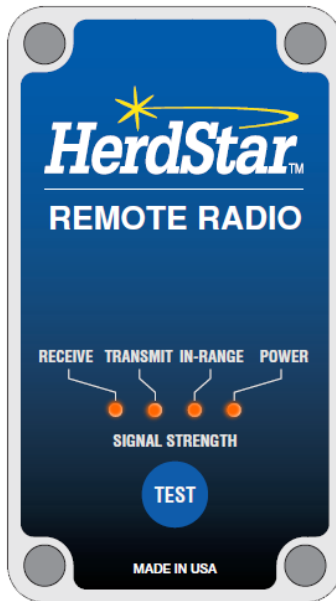 HerdStar™
REMOTE RADIO
RECEIVE TRANSMIT IN-RANGE POWER
SIGNAL STRENGTH
TEST
MADE IN USA